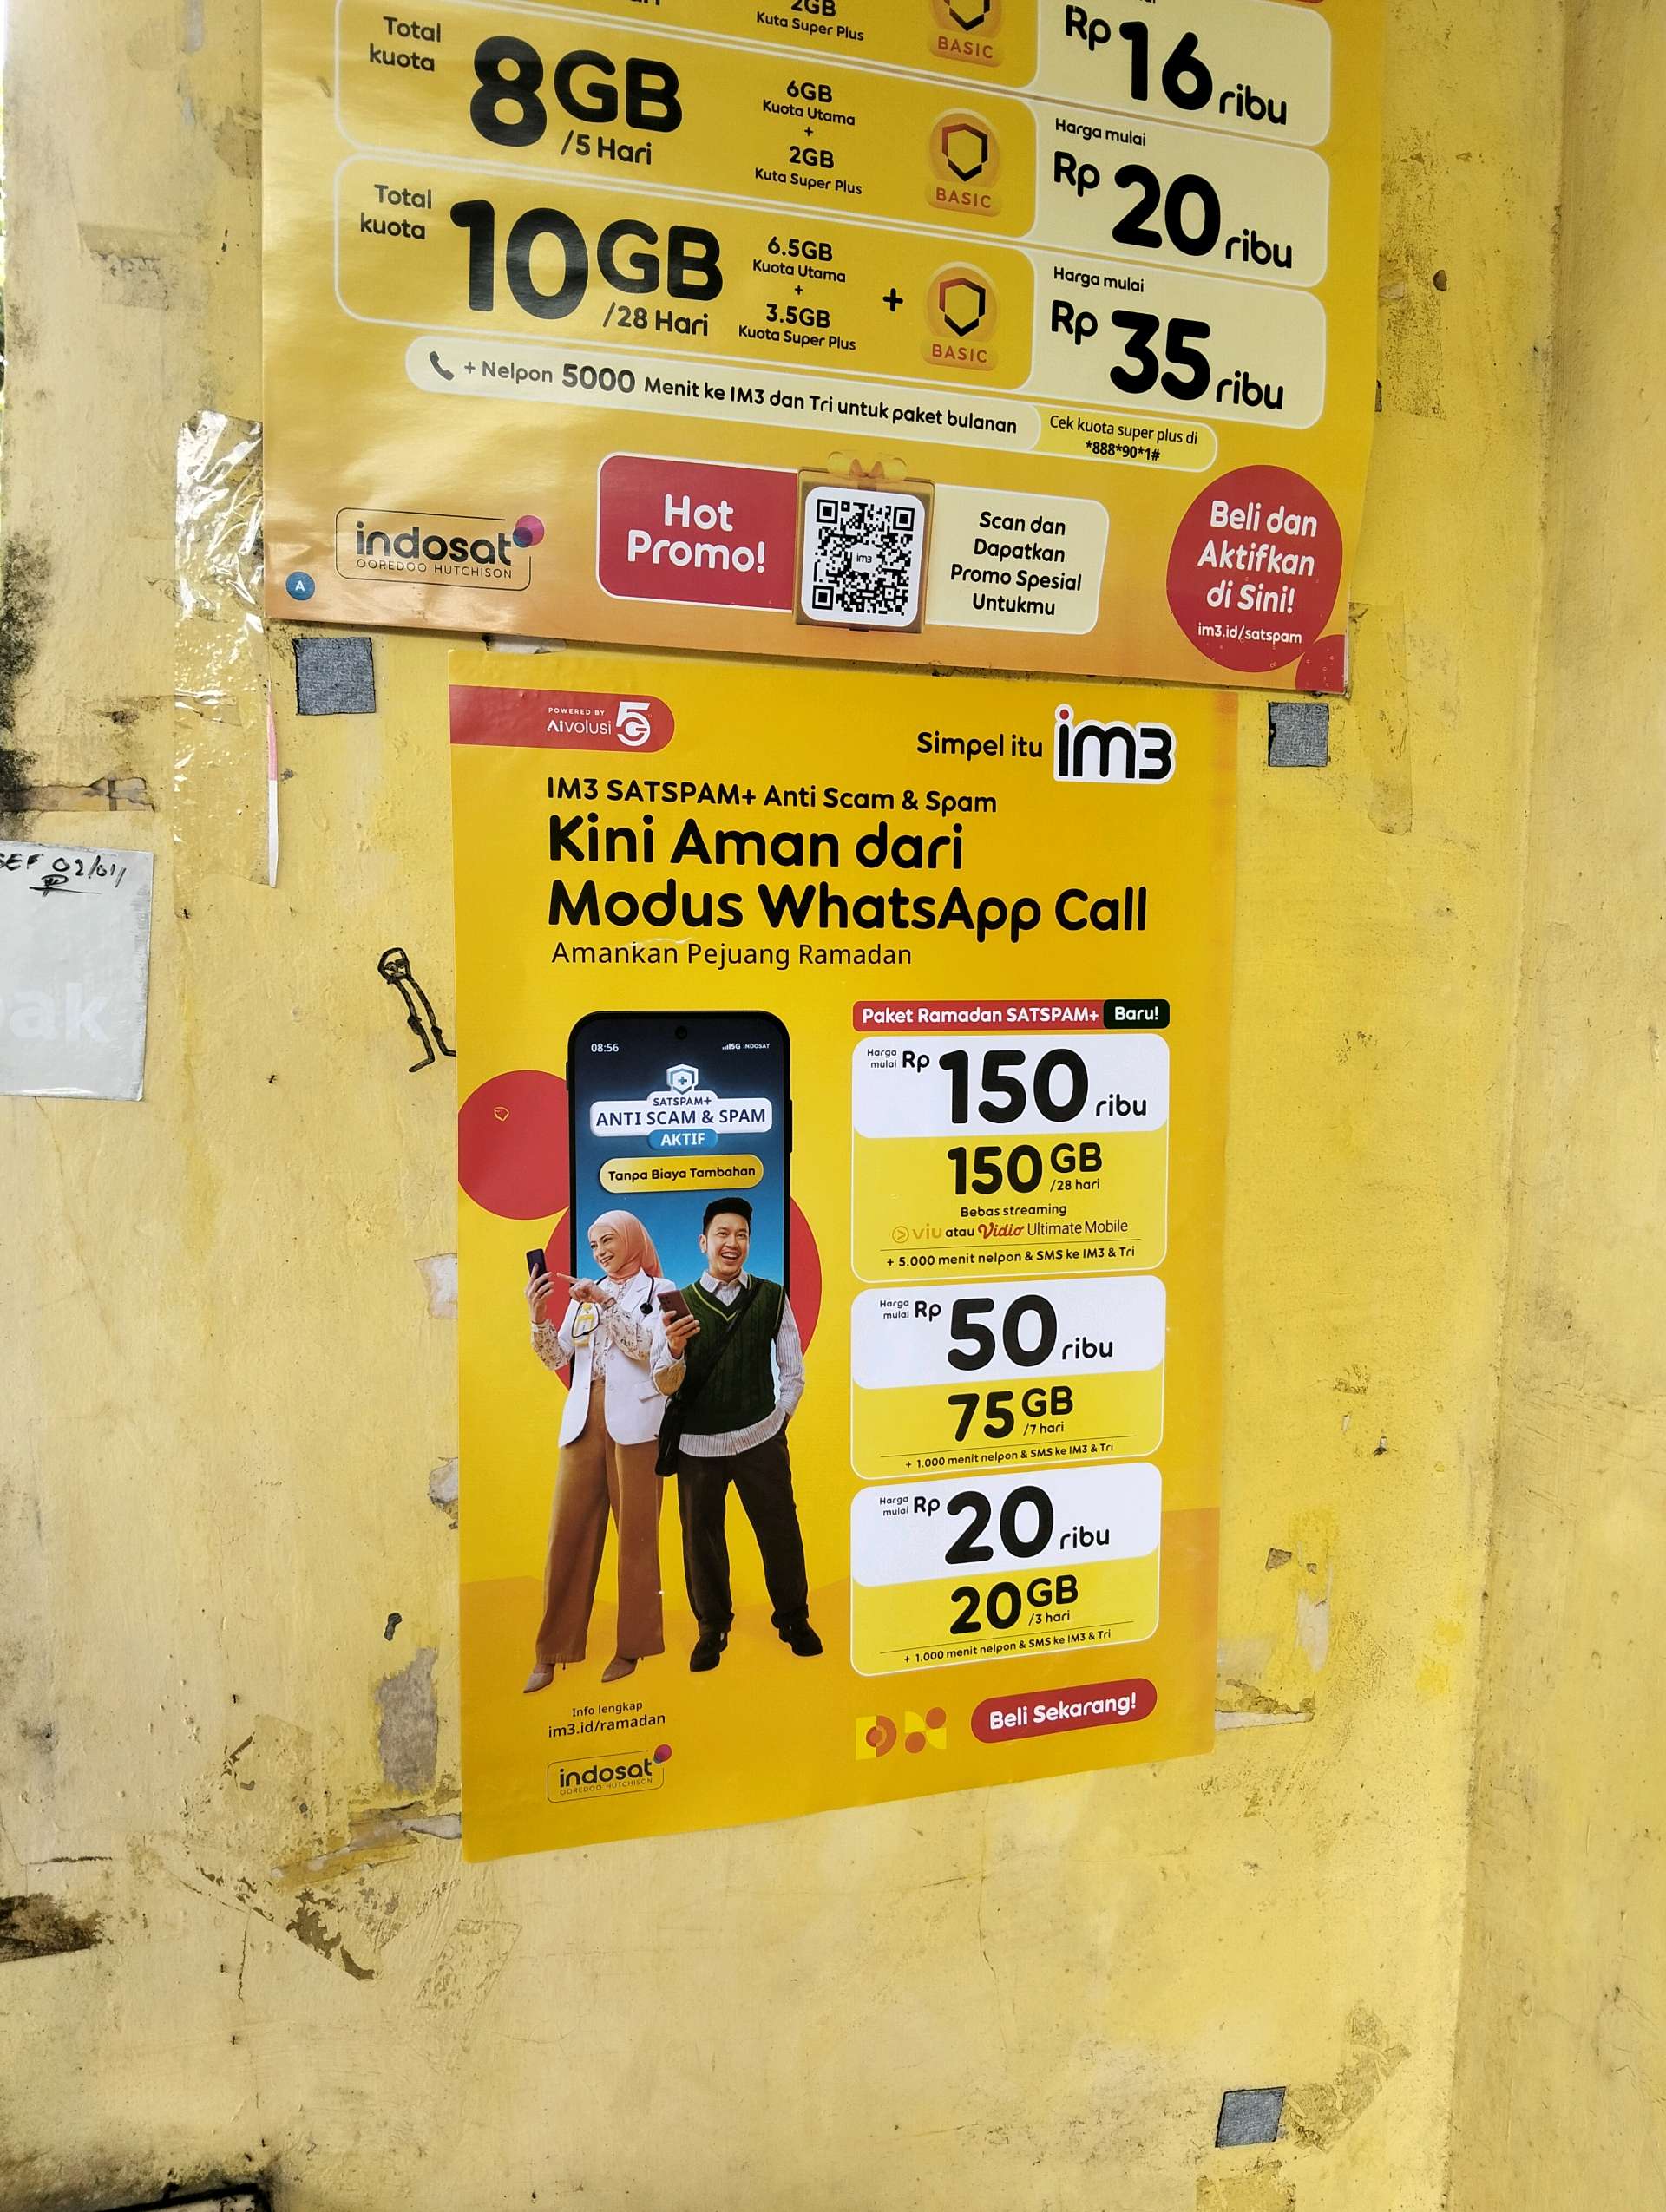 2GB
Kuta Super Plus
BASIC
Rp 16 ribu
Total
kuota
8GB
/5 Hari
6GB
Kuota Utama
+
2GB
Kuta Super Plus
BASIC
Harga mulai
Rp 20 ribu
Total
kuota
10GB
/28 Hari
6.5GB
Kuota Utama
+
3.5GB
Kuota Super Plus
+
BASIC
Harga mulai
Rp 35 ribu
+ Nelpon 5000 Menit ke IM3 dan Tri untuk paket bulanan
Cek kuota super plus di
*888*90*1#
indosat
OOREDOO HUTCHISON
A
Hot
Promo!
im3
Scan dan
Dapatkan
Promo Spesial
Untukmu
Beli dan
Aktifkan
di Sini!
im3.id/satspam
POWERED BY
AIvolusi 5G
Simpel itu im3
IM3 SATSPAM+ Anti Scam & Spam
Kini Aman dari
Modus WhatsApp Call
Amankan Pejuang Ramadan
08:56
5G INDOSAT
SATSPAM+
ANTI SCAM & SPAM
AKTIF
Tanpa Biaya Tambahan
Paket Ramadan SATSPAM+ Baru!
Harga
mulai Rp 150 ribu
150 GB
/28 hari
Bebas streaming
viu atau Vidio Ultimate Mobile
+ 5.000 menit nelpon & SMS ke IM3 & Tri
Harga
mulai Rp 50 ribu
75 GB
/7 hari
+ 1.000 menit nelpon & SMS ke IM3 & Tri
Harga
mulai Rp 20 ribu
20 GB
/3 hari
+ 1.000 menit nelpon & SMS ke IM3 & Tri
Info lengkap
im3.id/ramadan
indosat
OOREDOO HUTCHISON
Beli Sekarang!